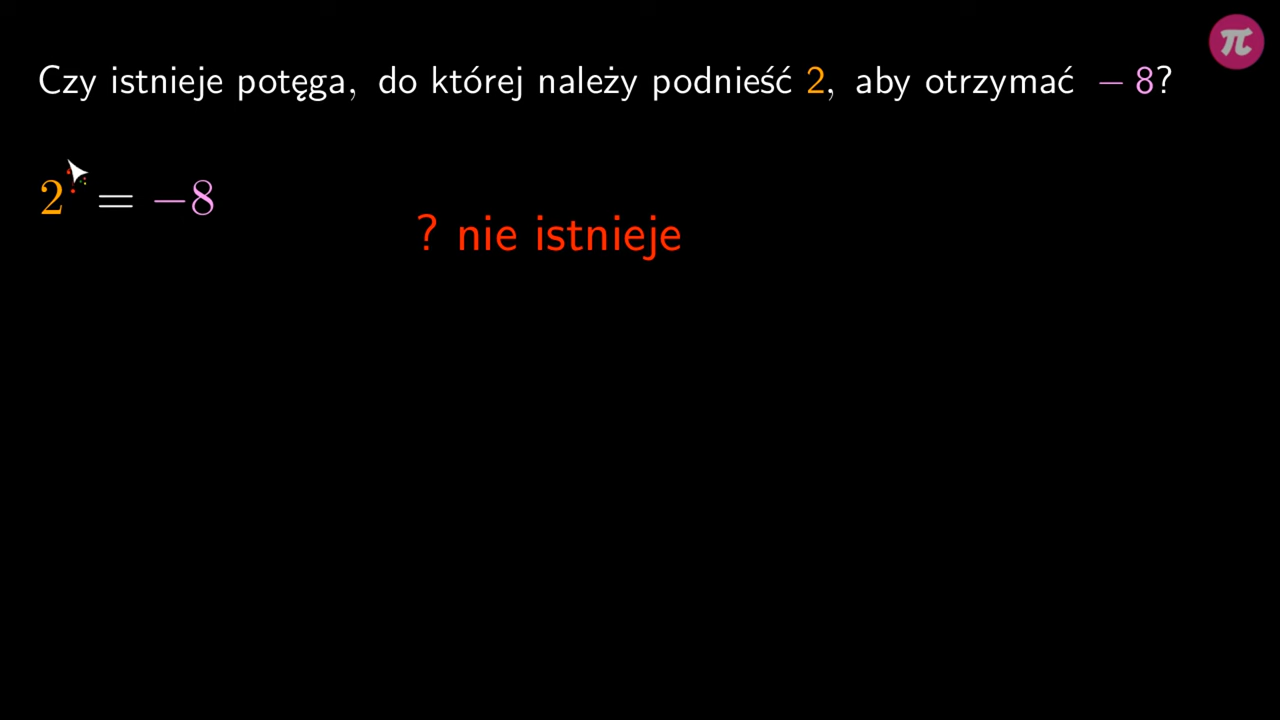 Czy istnieje potęga, do której należy podnieść 2, aby otrzymać − 8?
2^? = −8
? nie istnieje